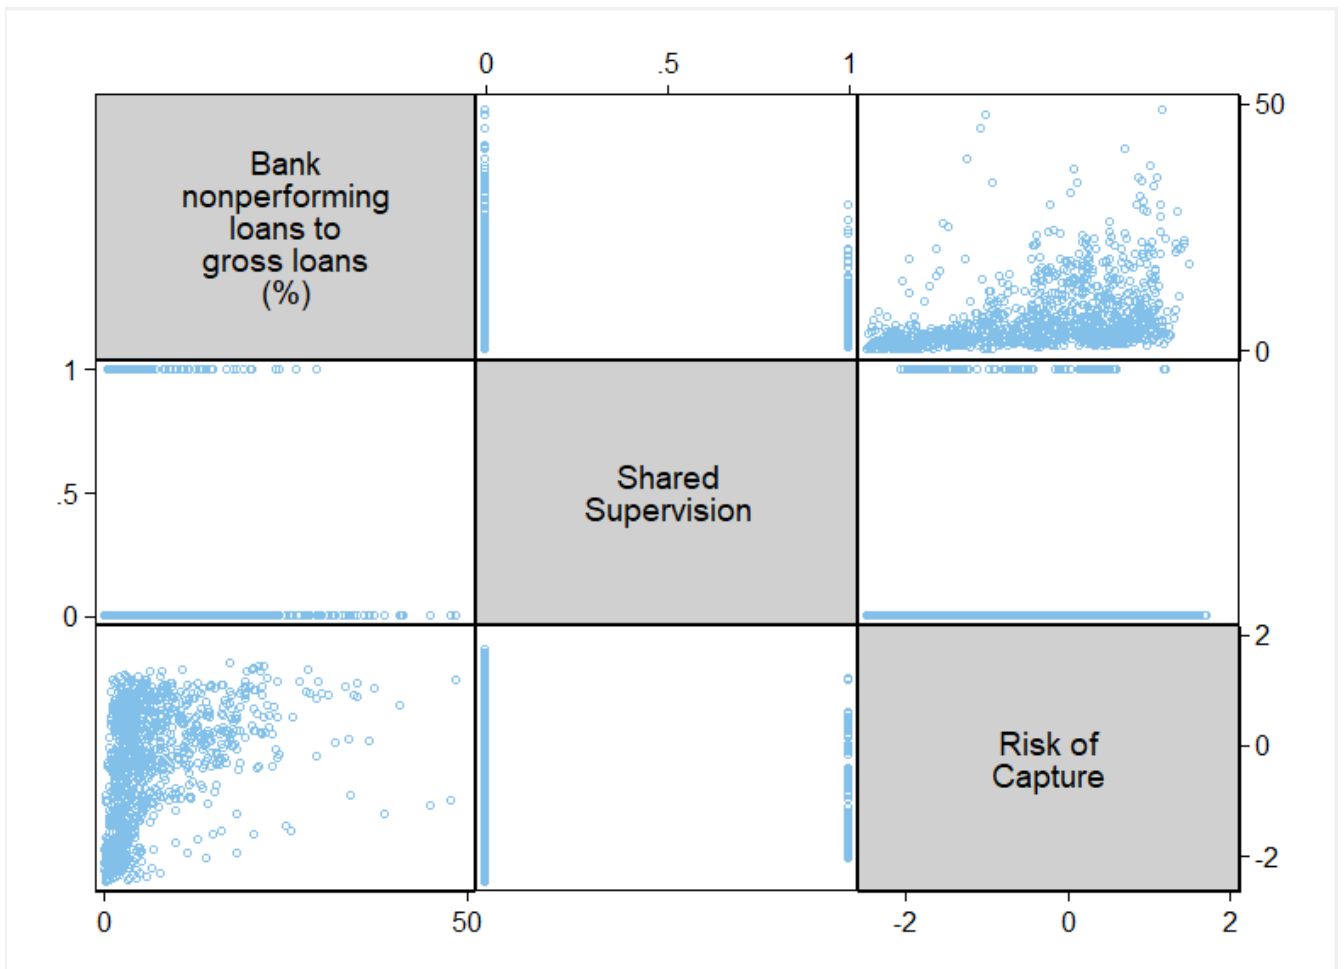 0 .5 1
Bank
nonperforming
loans to
gross loans
(%)
50
0
1
.5
0
Shared
Supervision
2
0
-2
Risk of
Capture
0 50
-2 0 2